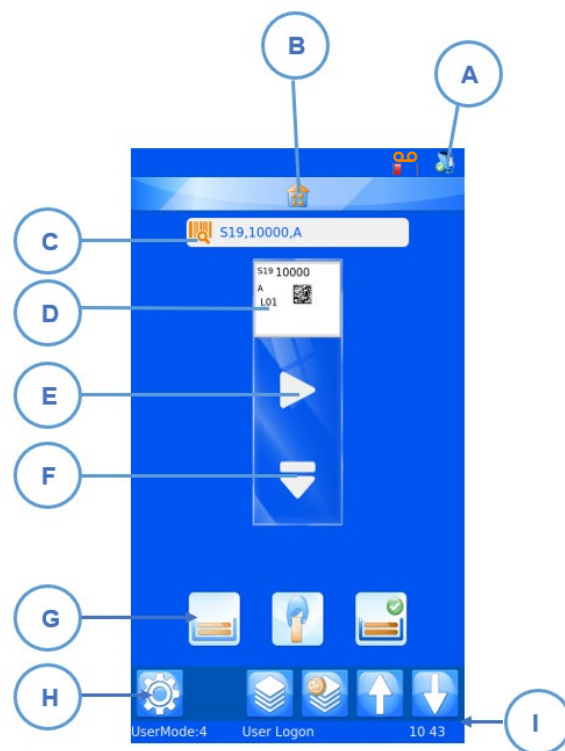 B
A
C
S19,10000,A
S19 10000
A
D
L01
E
F
G
H
UserMode:4 User Logon 10 43
I